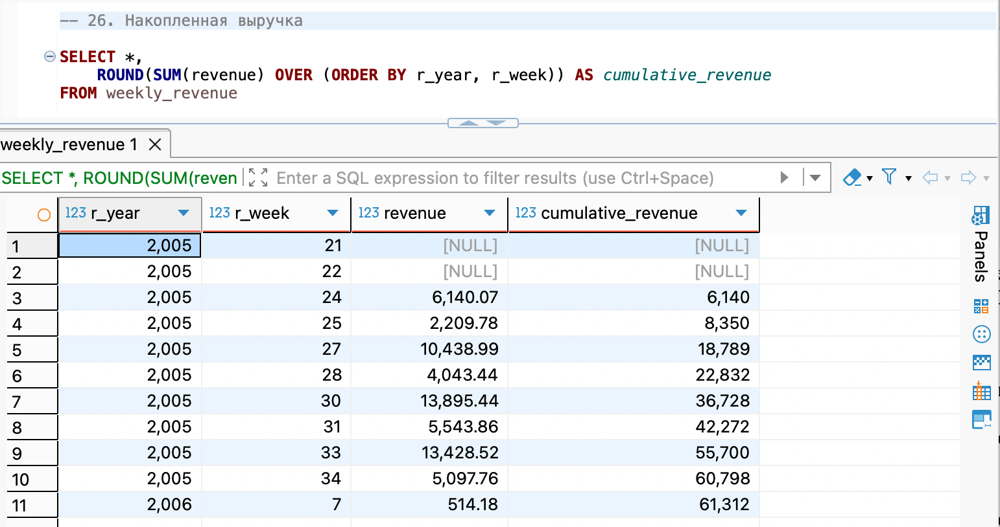 -- 26. Накопленная выручка
SELECT *,
ROUND(SUM(revenue) OVER (ORDER BY r_year, r_week)) AS cumulative_revenue
FROM weekly_revenue
weekly_revenue 1
SELECT *, ROUND(SUM(reven Enter a SQL expression to filter results (use Ctrl+Space)
123 r_year 123 r_week 123 revenue 123 cumulative_revenue
1 2,005 21 [NULL] [NULL]
2 2,005 22 [NULL] [NULL]
3 2,005 24 6,140.07 6,140
4 2,005 25 2,209.78 8,350
5 2,005 27 10,438.99 18,789
6 2,005 28 4,043.44 22,832
7 2,005 30 13,895.44 36,728
8 2,005 31 5,543.86 42,272
9 2,005 33 13,428.52 55,700
10 2,005 34 5,097.76 60,798
11 2,006 7 514.18 61,312
Panels